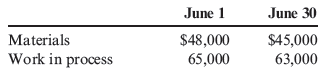 June 1 June 30
Materials $48,000 $45,000
Work in process 65,000 63,000